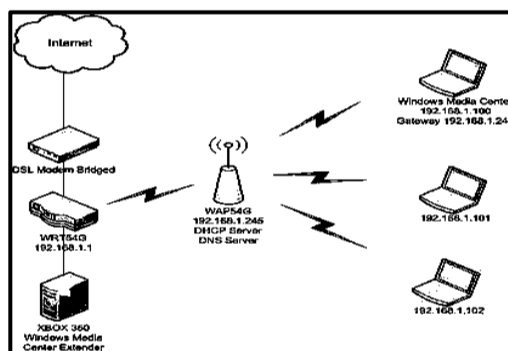 Internet
DSL Modem Bridged
WRT54G
192.168.1.1
XBOX 360
Windows Media
Center Extender
WAP54G
192.168.1.245
DHCP Server
DNS Server
Windows Media Center
192.168.1.100
Gateway 192.168.1.24
192.168.1.101
192.168.1.102